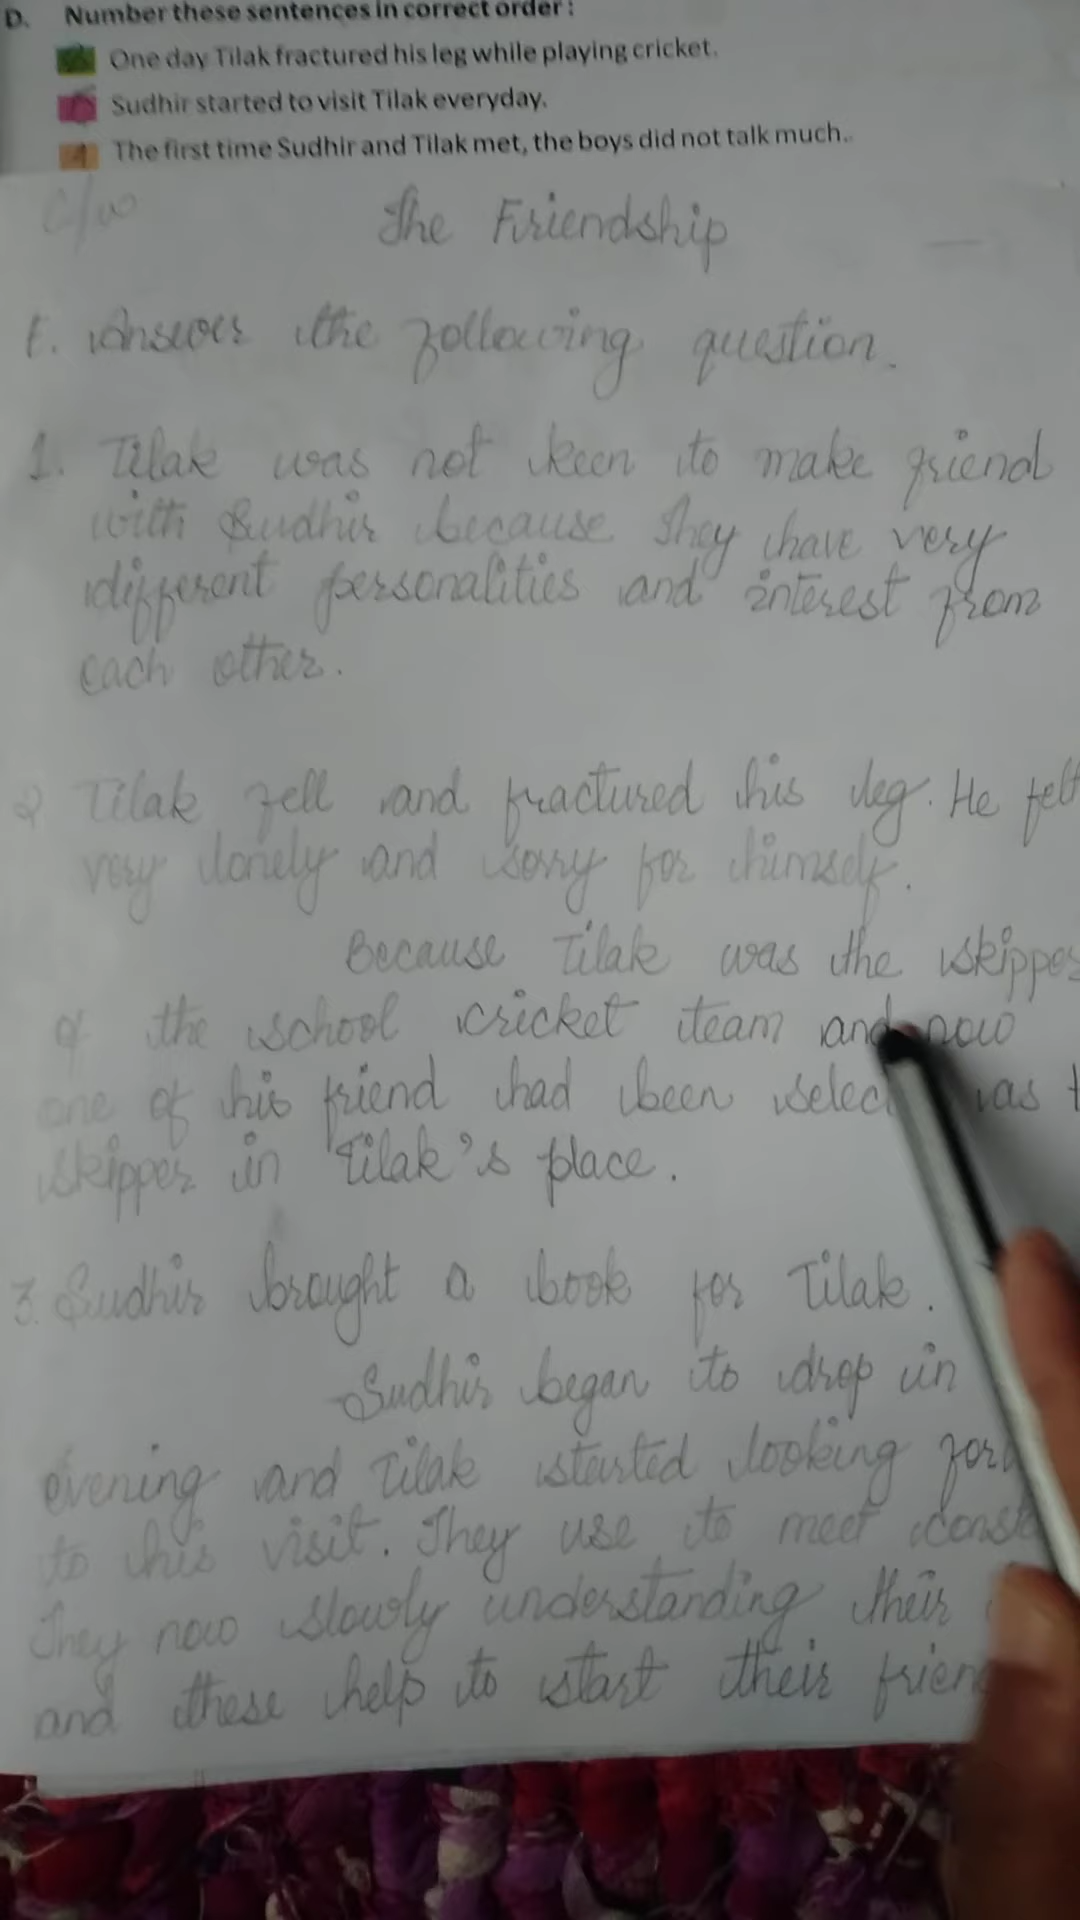 D. Number these sentences in correct order :
One day Tilak fractured his leg while playing cricket.
Sudhir started to visit Tilak everyday.
1 The first time Sudhir and Tilak met, the boys did not talk much.
C/W
The Friendship
E. Answer the following question.
1. Tilak was not keen to make friend
with Sudhir because they have very
different personalities and interest from
each other.
2 Tilak fell and fractured his leg. He felt
very lonely and sorry for himself.
Because Tilak was the skipper
of the school cricket team and now
one of his friend had been as
skipper in Tilak's place.
3. Sudhir brought a book for Tilak.
Sudhir began to drop in
evening and Tilak started looking
to his visit. They use to meet
They now slowly understanding their
and these help to start their